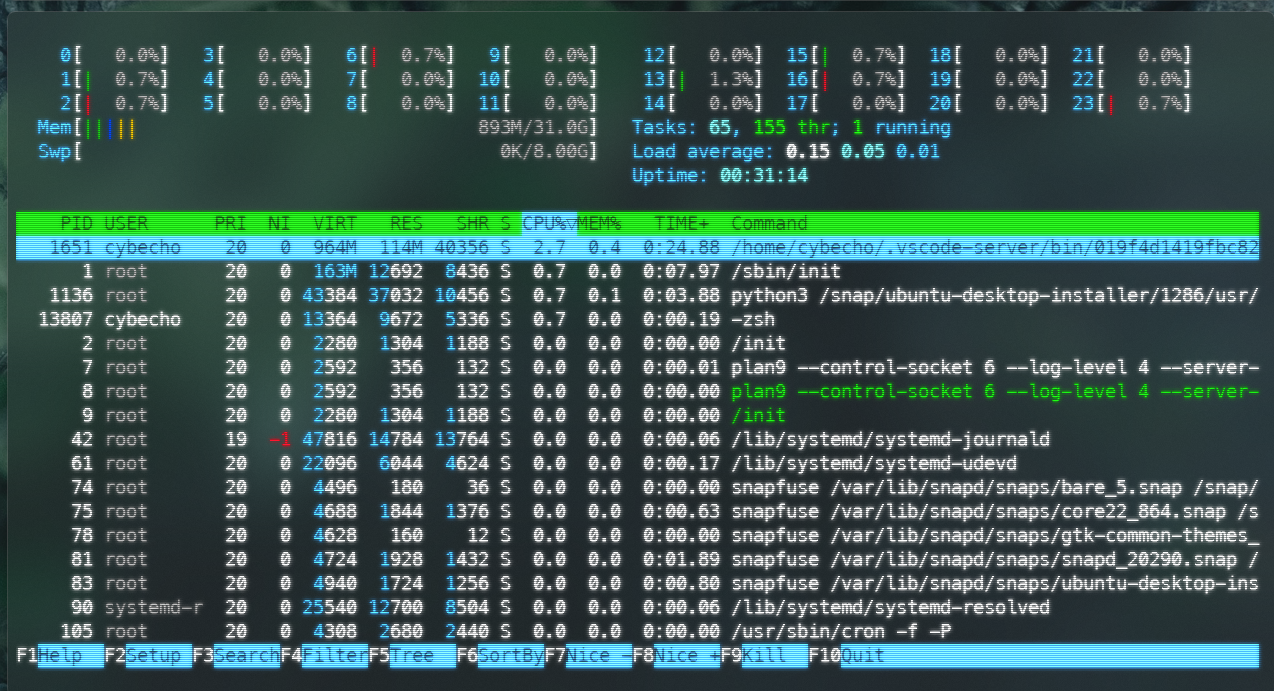 0[ 0.0%] 3[ 0.0%] 6[| 0.7%] 9[ 0.0%] 12[ 0.0%] 15[| 0.7%] 18[ 0.0%] 21[ 0.0%]
1[| 0.7%] 4[ 0.0%] 7[ 0.0%] 10[ 0.0%] 13[| 1.3%] 16[| 0.7%] 19[ 0.0%] 22[ 0.0%]
2[| 0.7%] 5[ 0.0%] 8[ 0.0%] 11[ 0.0%] 14[ 0.0%] 17[ 0.0%] 20[ 0.0%] 23[| 0.7%]
Mem[||||| 893M/31.0G] Tasks: 65, 155 thr; 1 running
Swp[ 0K/8.00G] Load average: 0.15 0.05 0.01
Uptime: 00:31:14
PID USER PRI NI VIRT RES SHR S CPU%▽MEM% TIME+ Command
1651 cybecho 20 0 964M 114M 40356 S 2.7 0.4 0:24.88 /home/cybecho/.vscode-server/bin/019f4d1419fbc82
1 root 20 0 163M 12692 8436 S 0.7 0.0 0:07.97 /sbin/init
1136 root 20 0 43384 37032 10456 S 0.7 0.1 0:03.88 python3 /snap/ubuntu-desktop-installer/1286/usr/
13807 cybecho 20 0 13364 9672 5336 S 0.7 0.0 0:00.19 -zsh
2 root 20 0 2280 1304 1188 S 0.0 0.0 0:00.00 /init
7 root 20 0 2592 356 132 S 0.0 0.0 0:00.01 plan9 --control-socket 6 --log-level 4 --server-
8 root 20 0 2592 356 132 S 0.0 0.0 0:00.00 plan9 --control-socket 6 --log-level 4 --server-
9 root 20 0 2280 1304 1188 S 0.0 0.0 0:00.00 /init
42 root 19 -1 47816 14784 13764 S 0.0 0.0 0:00.06 /lib/systemd/systemd-journald
61 root 20 0 22096 6044 4624 S 0.0 0.0 0:00.17 /lib/systemd/systemd-udevd
74 root 20 0 4496 180 36 S 0.0 0.0 0:00.00 snapfuse /var/lib/snapd/snaps/bare_5.snap /snap/
75 root 20 0 4688 1844 1376 S 0.0 0.0 0:00.63 snapfuse /var/lib/snapd/snaps/core22_864.snap /s
78 root 20 0 4628 160 12 S 0.0 0.0 0:00.00 snapfuse /var/lib/snapd/snaps/gtk-common-themes_
81 root 20 0 4724 1928 1432 S 0.0 0.0 0:01.89 snapfuse /var/lib/snapd/snaps/snapd_20290.snap /
83 root 20 0 4940 1724 1256 S 0.0 0.0 0:00.80 snapfuse /var/lib/snapd/snaps/ubuntu-desktop-ins
90 systemd-r 20 0 25540 12700 8504 S 0.0 0.0 0:00.06 /lib/systemd/systemd-resolved
105 root 20 0 4308 2680 2440 S 0.0 0.0 0:00.00 /usr/sbin/cron -f -P
F1Help F2Setup F3SearchF4FilterF5Tree F6SortByF7Nice -F8Nice +F9Kill F10Quit